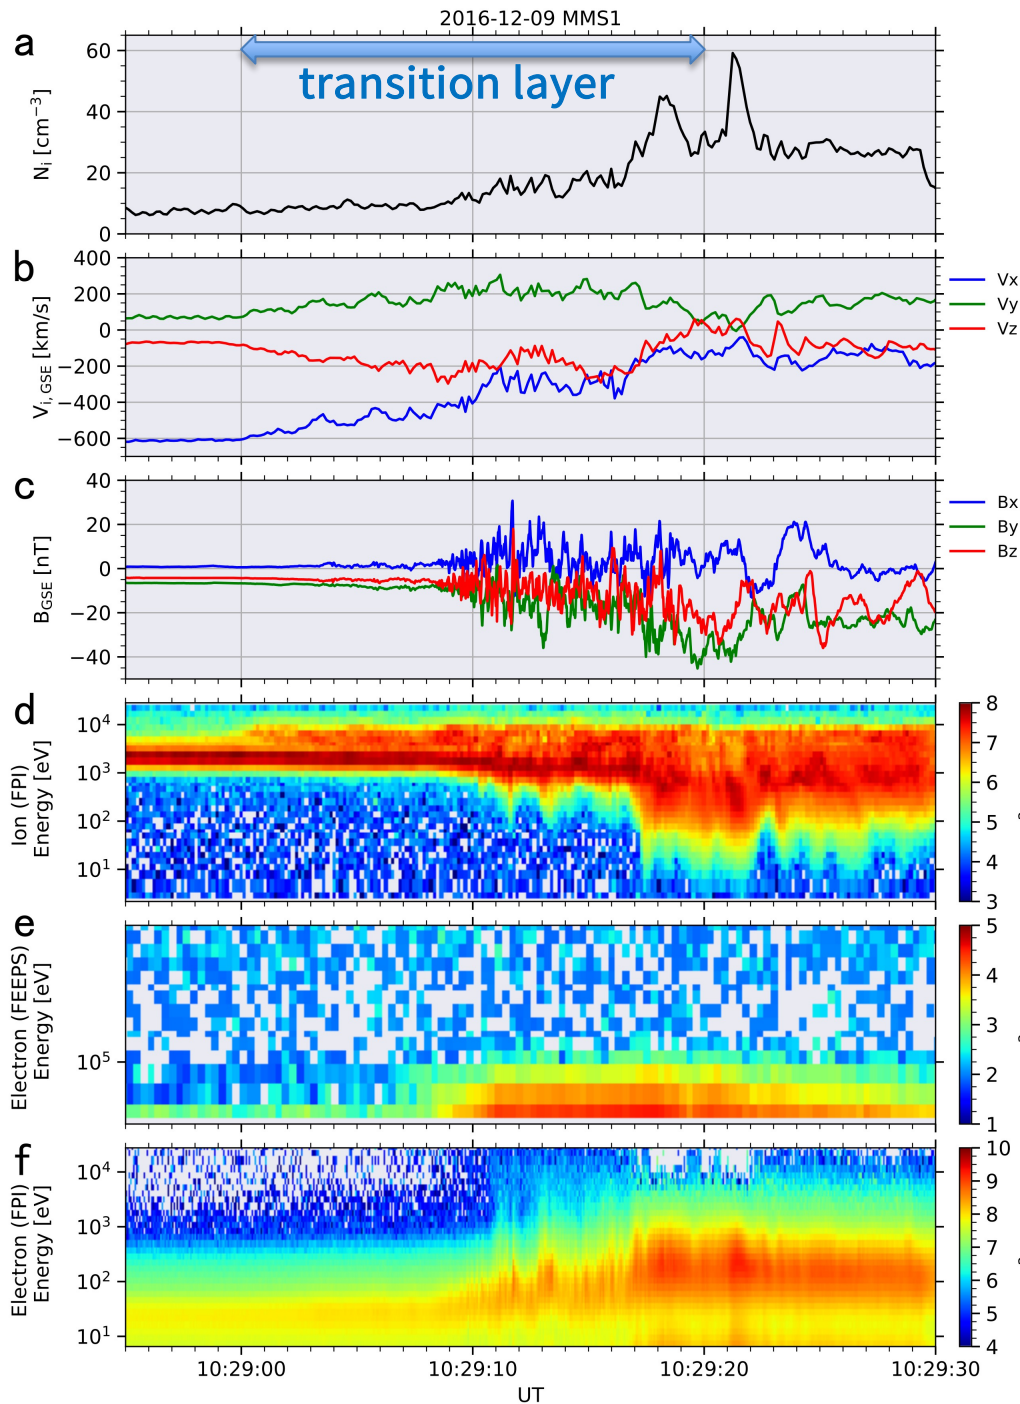 2016-12-09 MMS1
a
transition layer
60
40
20
0
N_i [cm⁻³]
b
400
200
0
−200
−400
−600
V_i, GSE [km/s]
Vx
Vy
Vz
c
40
20
0
−20
−40
B_GSE [nT]
Bx
By
Bz
d
10⁴
10³
10²
10¹
Ion (FPI)
Energy [eV]
8
7
6
5
4
3
e
10⁵
Electron (FEEPS)
Energy [eV]
5
4
3
2
1
f
10⁴
10³
10²
10¹
Electron (FPI)
Energy [eV]
10
9
8
7
6
5
4
10:29:00
10:29:10
10:29:20
10:29:30
UT